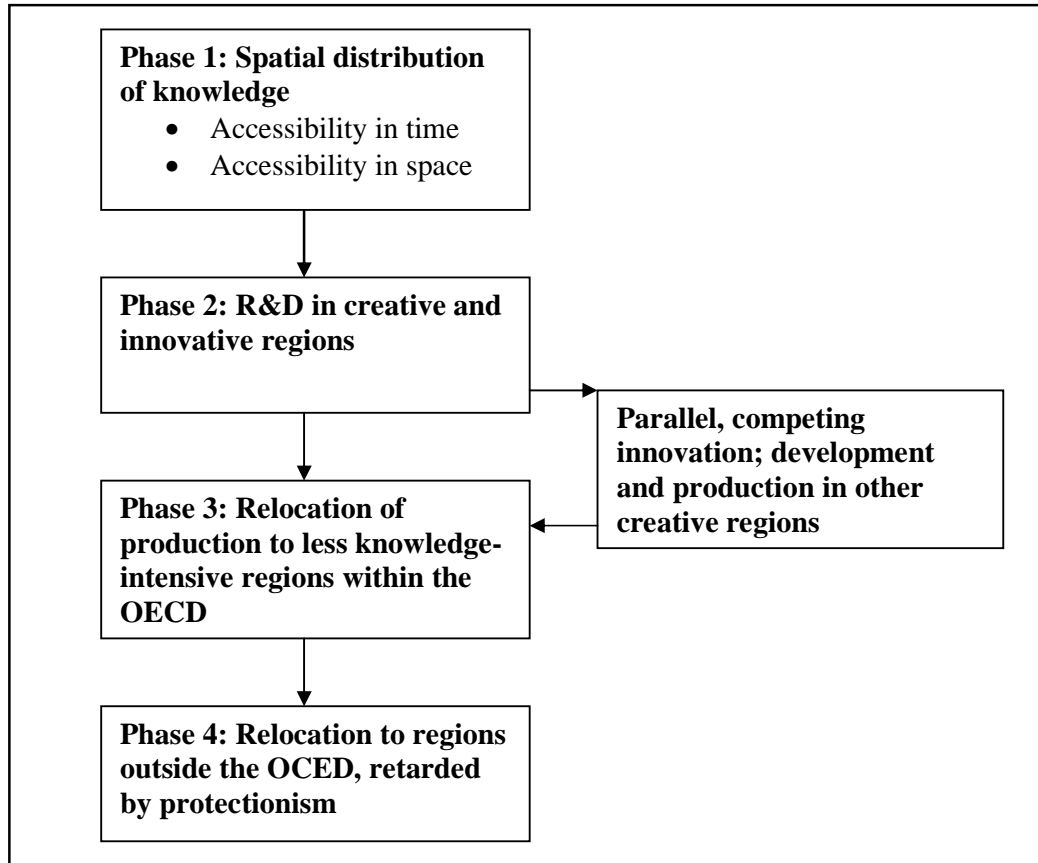 Phase 1: Spatial distribution
of knowledge
• Accessibility in time
• Accessibility in space
Phase 2: R&D in creative and
innovative regions
Parallel, competing
innovation; development
and production in other
creative regions
Phase 3: Relocation of
production to less knowledge-
intensive regions within the
OECD
Phase 4: Relocation to regions
outside the OCED, retarded
by protectionism